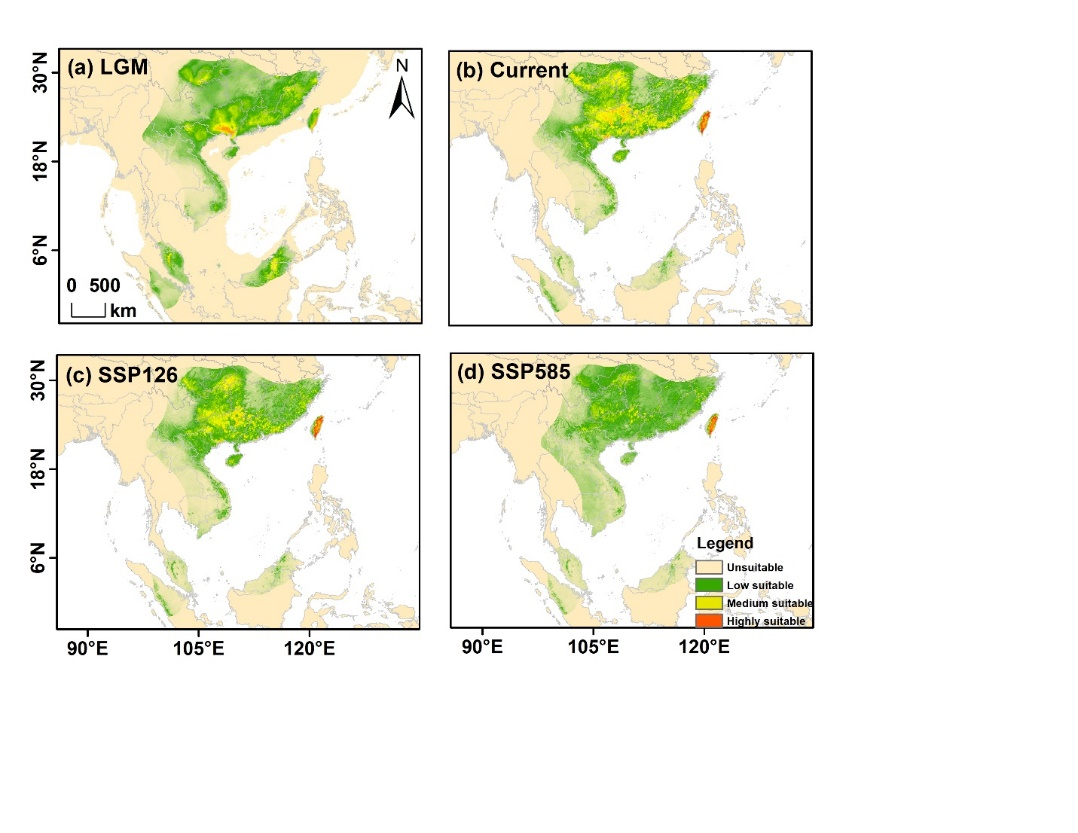 (a) LGM
N
30°N
18°N
6°N
0 500
km
(b) Current
(c) SSP126
30°N
18°N
6°N
90°E 105°E 120°E
(d) SSP585
Legend
Unsuitable
Low suitable
Medium suitable
Highly suitable
90°E 105°E 120°E